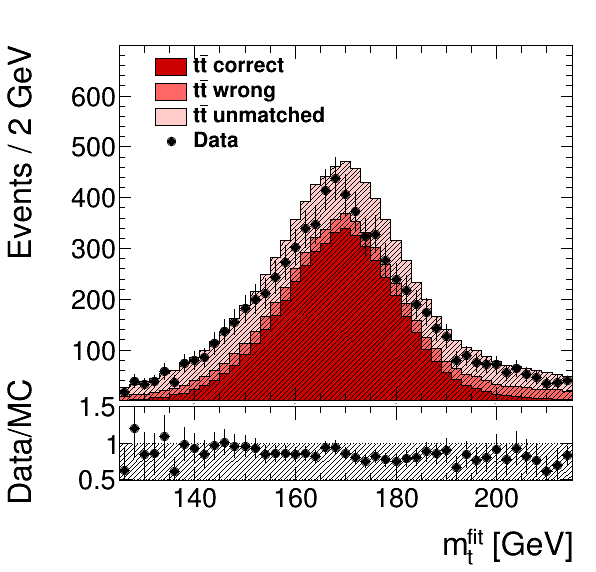 Events / 2 GeV
600
500
400
300
200
100
tt̄ correct
tt̄ wrong
tt̄ unmatched
Data
Data/MC
1.5
1
0.5
140 160 180 200
m_t^fit [GeV]